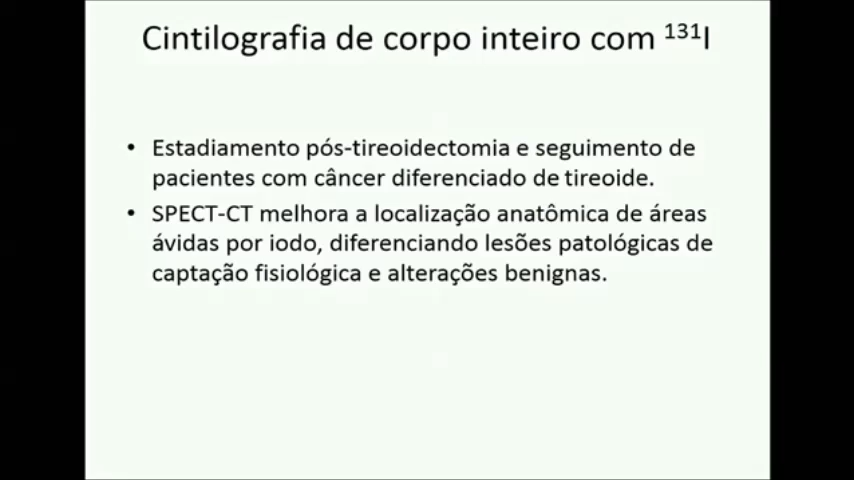 Cintilografia de corpo inteiro com ¹³¹I
• Estadiamento pós-tireoidectomia e seguimento de
pacientes com câncer diferenciado de tireoide.
• SPECT-CT melhora a localização anatômica de áreas
ávidas por iodo, diferenciando lesões patológicas de
captação fisiológica e alterações benignas.